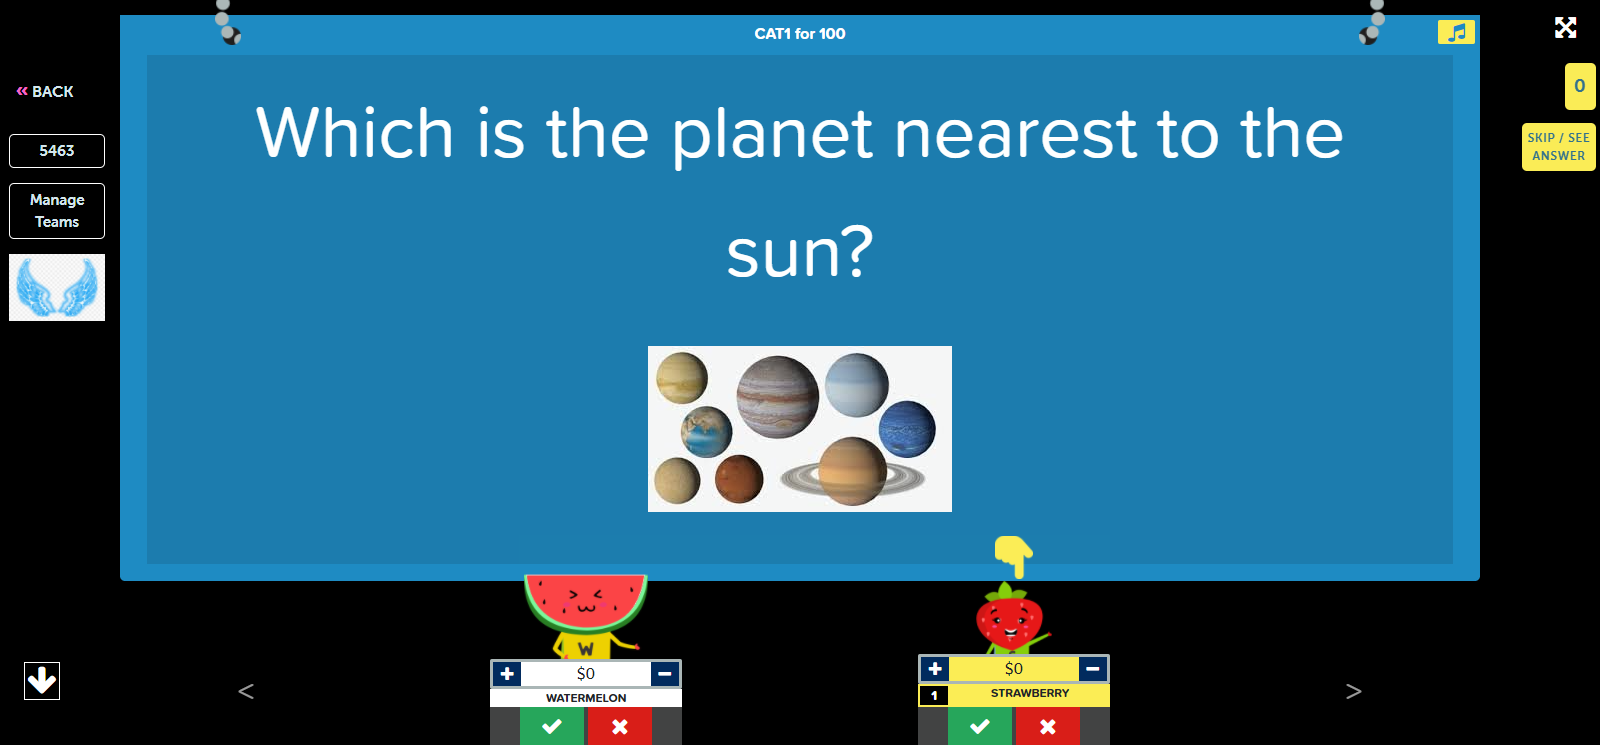 CAT1 for 100
« BACK
0
Which is the planet nearest to the
sun?
5463
SKIP / SEE
ANSWER
Manage
Teams
W
+ $0 −
WATERMELON
+ $0 −
1 STRAWBERRY
< >